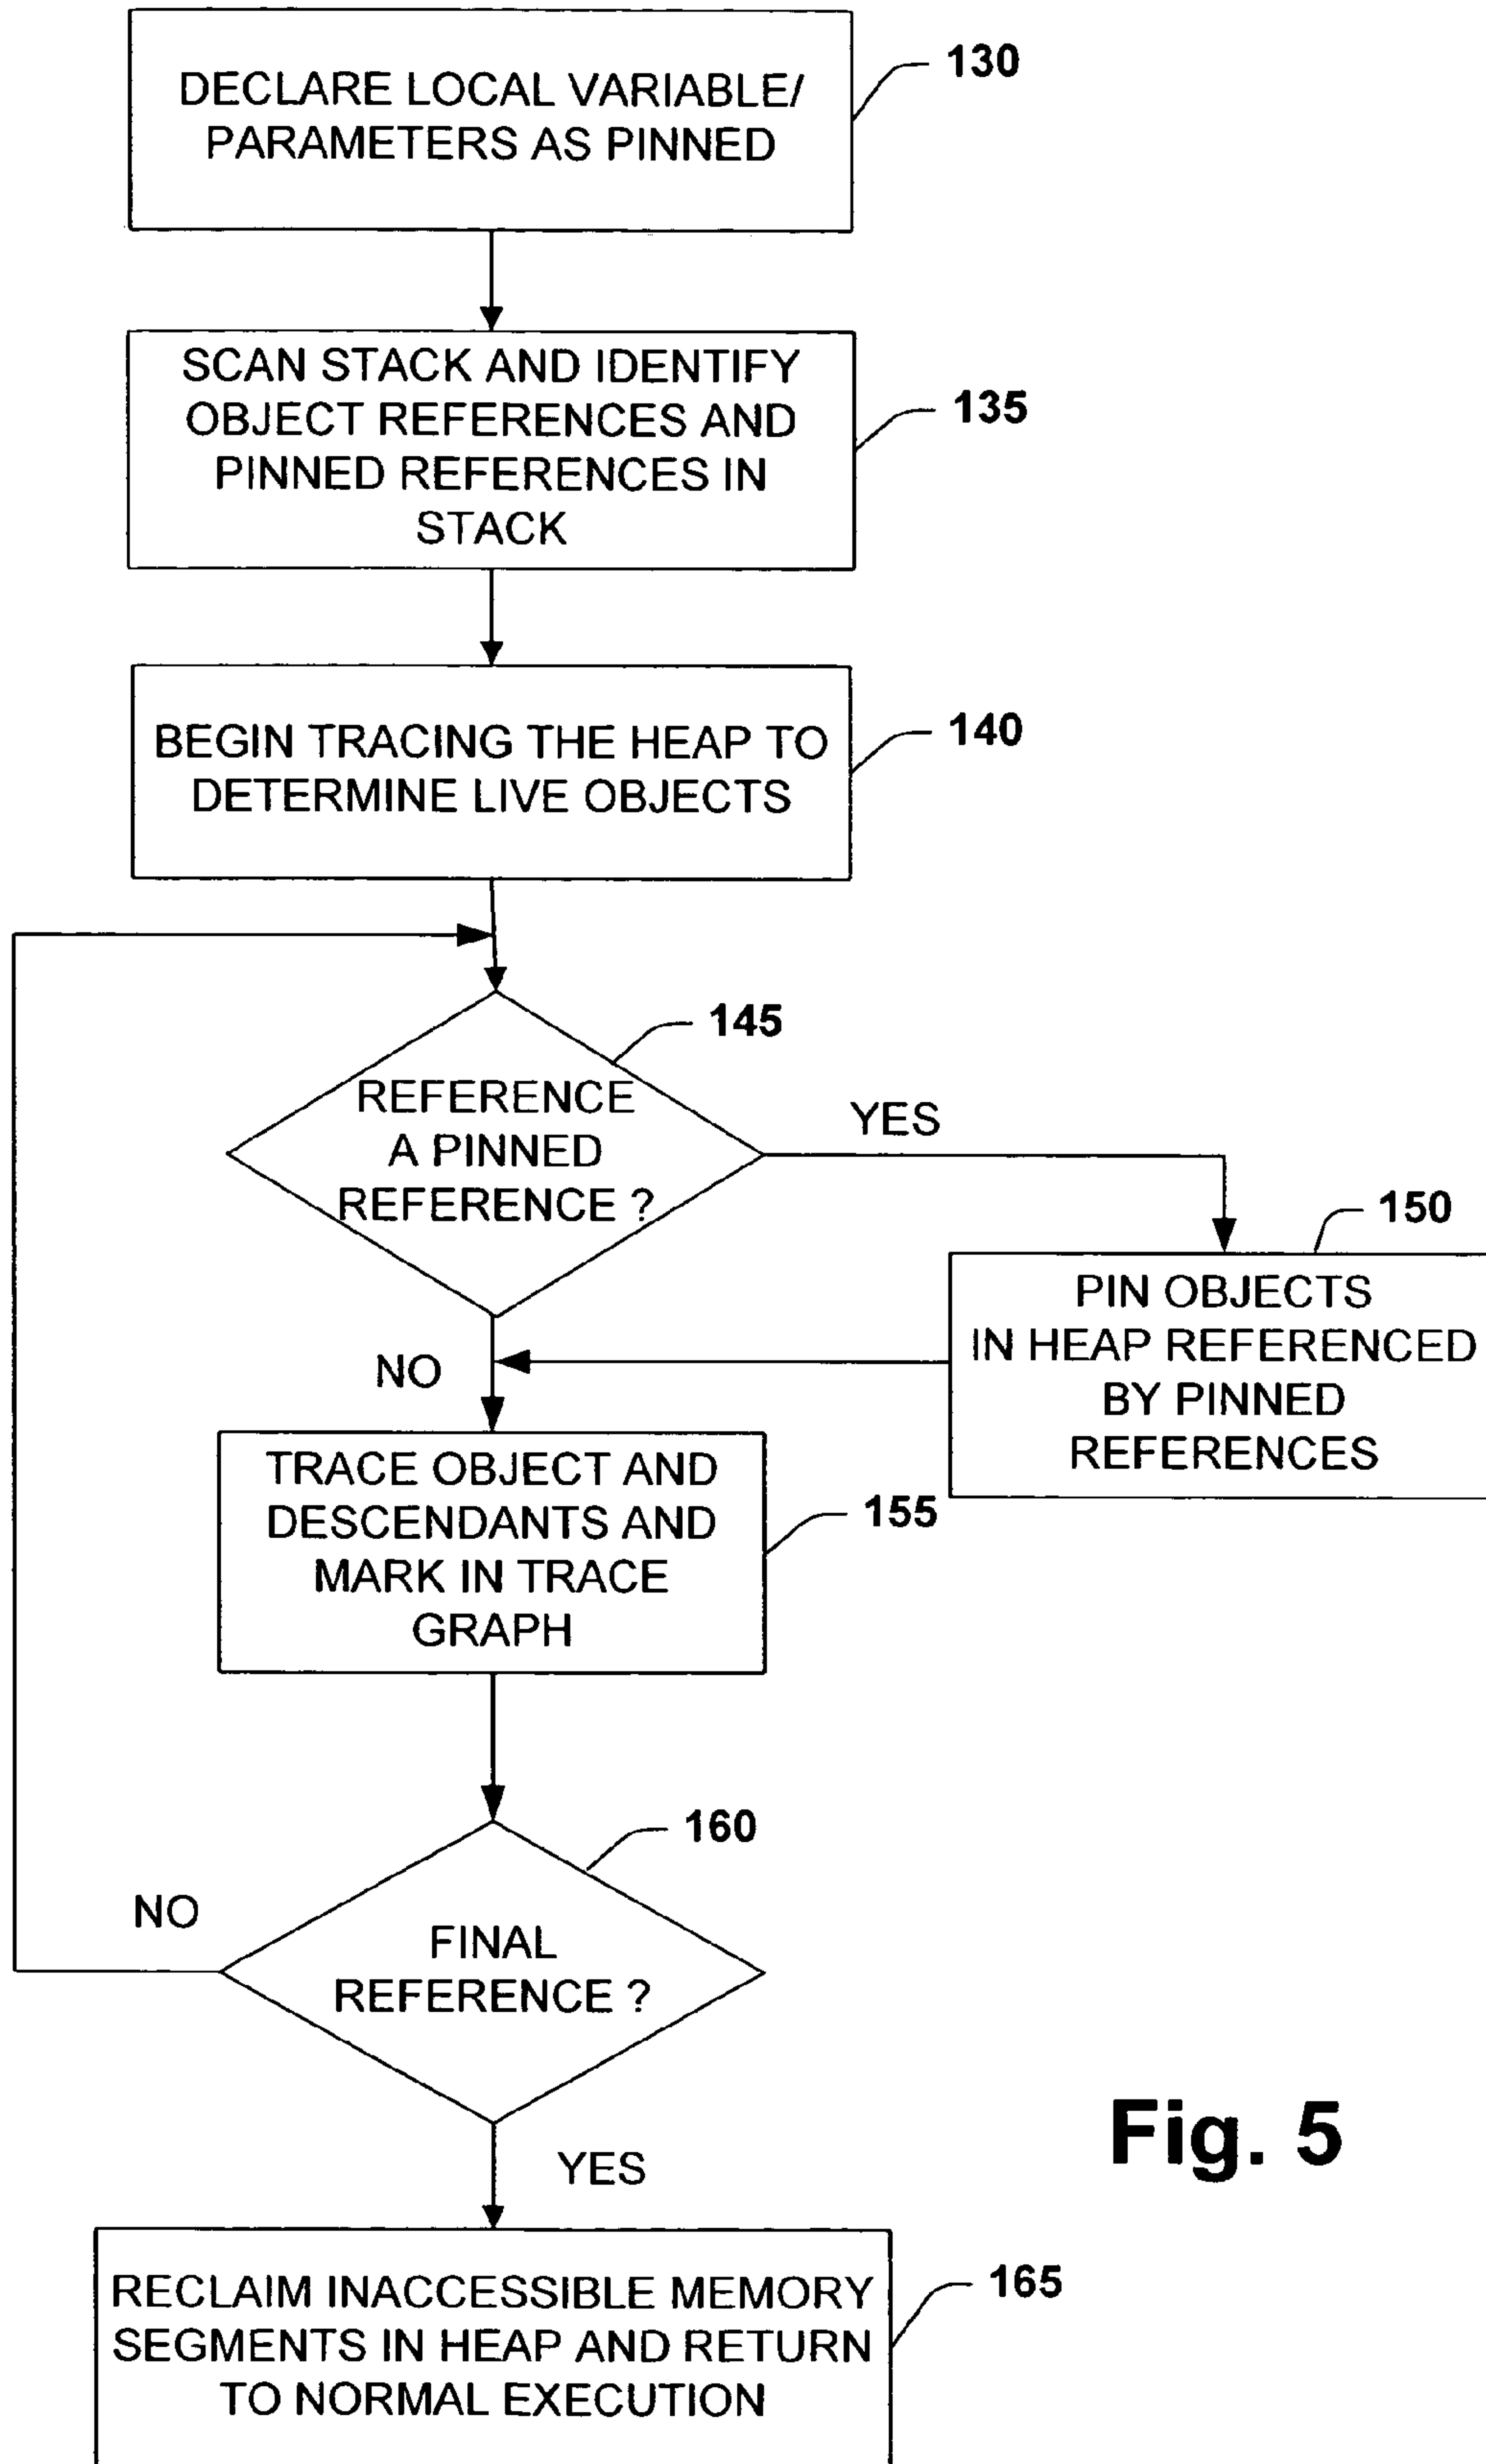 DECLARE LOCAL VARIABLE/
PARAMETERS AS PINNED
130
SCAN STACK AND IDENTIFY
OBJECT REFERENCES AND
PINNED REFERENCES IN
STACK
135
BEGIN TRACING THE HEAP TO
DETERMINE LIVE OBJECTS
140
145
REFERENCE
A PINNED
REFERENCE ?
YES
150
PIN OBJECTS
IN HEAP REFERENCED
BY PINNED
REFERENCES
NO
TRACE OBJECT AND
DESCENDANTS AND
MARK IN TRACE
GRAPH
155
160
NO
FINAL
REFERENCE ?
YES
Fig. 5
RECLAIM INACCESSIBLE MEMORY
SEGMENTS IN HEAP AND RETURN
TO NORMAL EXECUTION
165